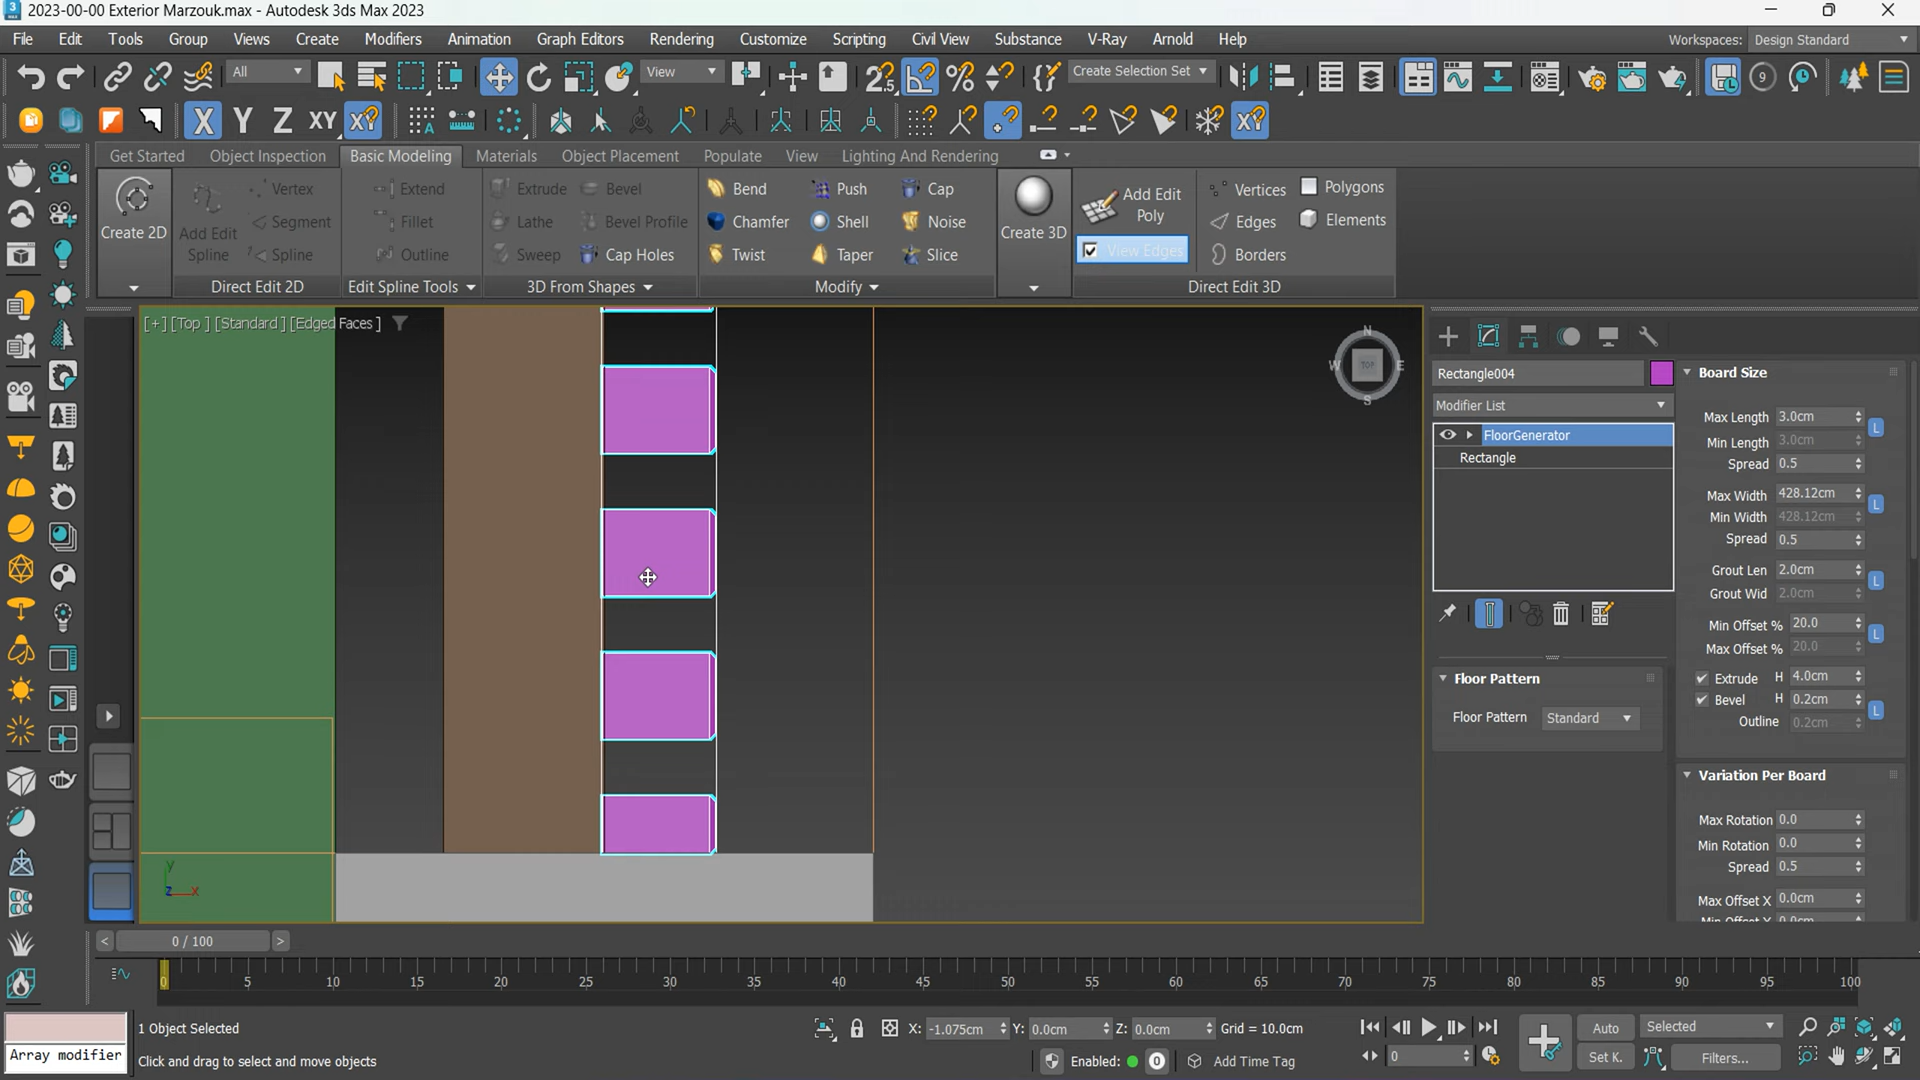 2023-00-00 Exterior Marzouk.max - Autodesk 3ds Max 2023
File Edit Tools Group Views Create Modifiers Animation Graph Editors Rendering Customize Scripting Civil View Substance V-Ray Arnold Help Workspaces: Design Standard
All View Create Selection Set 9
X Y Z XY XY XY
Get Started Object Inspection Basic Modeling Materials Object Placement Populate View Lighting And Rendering
Create 2D
Add Edit Spline
Vertex
Segment
Spline
Direct Edit 2D
Extend
Fillet
Outline
Edit Spline Tools
Extrude Bevel
Lathe Bevel Profile
Sweep Cap Holes
3D From Shapes
Bend Push Cap
Chamfer Shell Noise
Twist Taper Slice
Modify
Create 3D
Add Edit Poly
View Edges
Vertices Polygons
Edges Elements
Borders
Direct Edit 3D
[+] [Top ] [Standard ] [Edged Faces ]
N
W TOP E
S
y
z x
Rectangle004
Modifier List
FloorGenerator
Rectangle
Floor Pattern
Floor Pattern Standard
Board Size
Max Length 3.0cm L
Min Length 3.0cm
Spread 0.5
Max Width 428.12cm L
Min Width 428.12cm
Spread 0.5
Grout Len 2.0cm L
Grout Wid 2.0cm
Min Offset % 20.0 L
Max Offset % 20.0
Extrude H 4.0cm
Bevel H 0.2cm L
Outline 0.2cm
Variation Per Board
Max Rotation 0.0
Min Rotation 0.0
Spread 0.5
Max Offset X 0.0cm
Min Offset X 0.0cm
< 0 / 100 >
0 5 10 15 20 25 30 35 40 45 50 55 60 65 70 75 80 85 90 95 100
Array modifier
1 Object Selected
Click and drag to select and move objects
X: -1.075cm Y: 0.0cm Z: 0.0cm Grid = 10.0cm
Enabled: 0 Add Time Tag
0
Auto Selected
Set K. Filters...